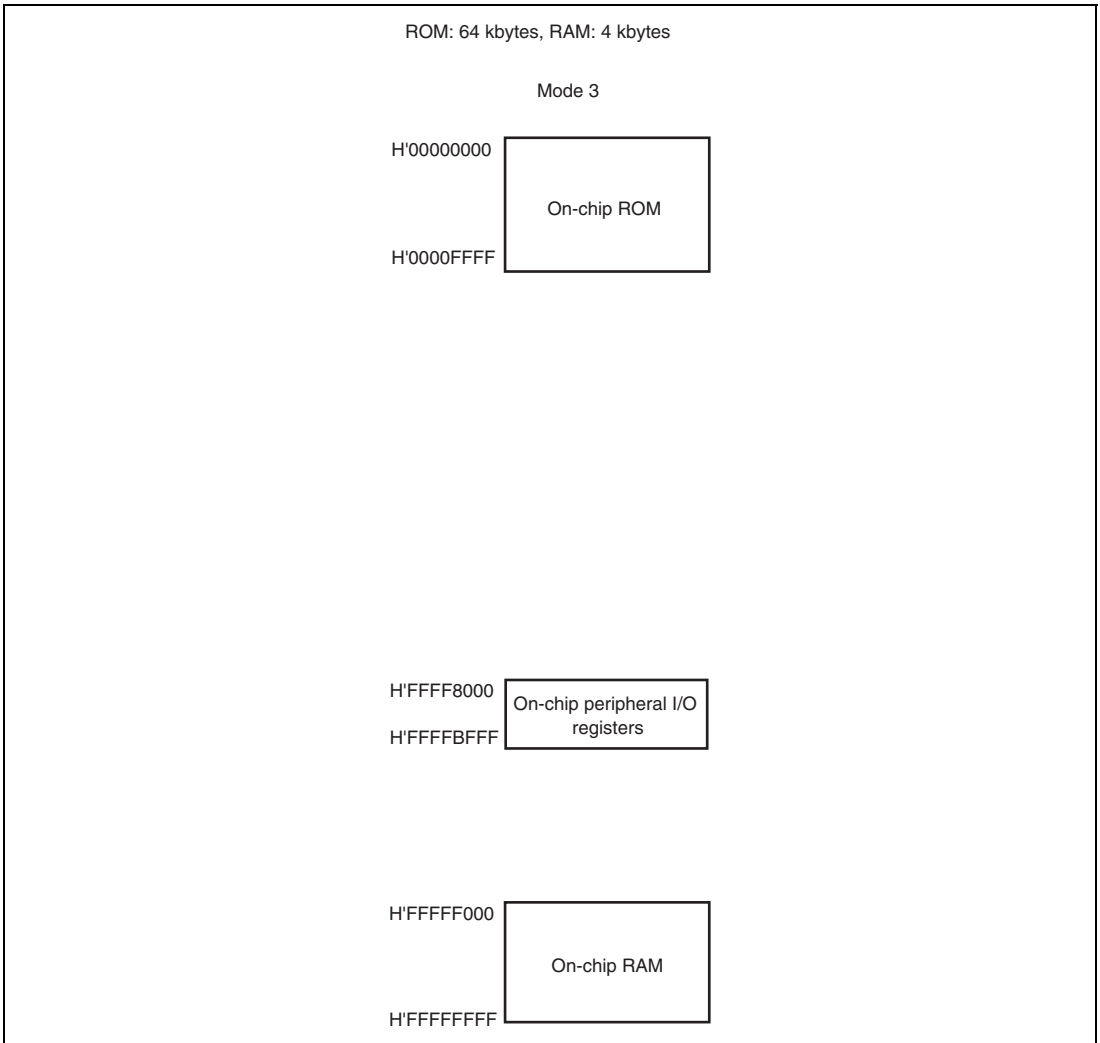 ROM: 64 kbytes, RAM: 4 kbytes
Mode 3
H'00000000
On-chip ROM
H'0000FFFF
H'FFFF8000
On-chip peripheral I/O
registers
H'FFFFBFFF
H'FFFFF000
On-chip RAM
H'FFFFFFFF